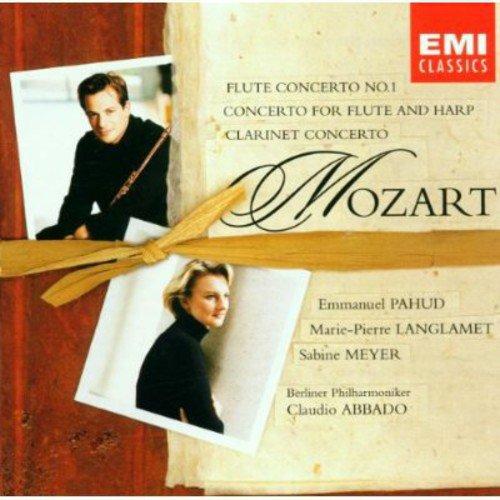 EMI
CLASSICS
FLUTE CONCERTO NO.1
CONCERTO FOR FLUTE AND HARP
CLARINET CONCERTO
MOZART
Emmanuel PAHUD
Marie-Pierre LANGLAMET
Sabine MEYER
Berliner Philharmoniker
Claudio ABBADO